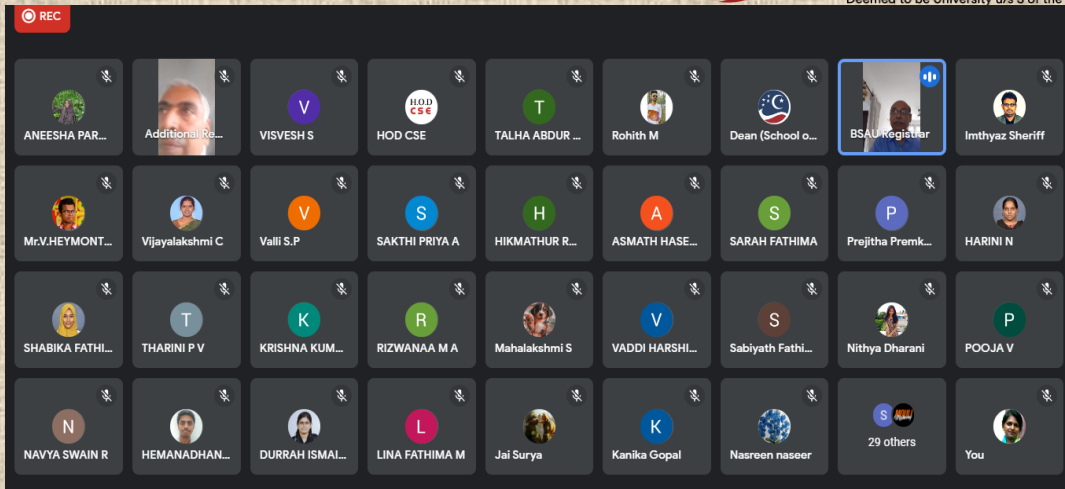 Deemed to be University u/s 3 of the
REC
ANEESHA PAR...
Additional Re...
V
VISVESH S
H.O.D
CSE
HOD CSE
T
TALHA ABDUR ...
Rohith M
Dean (School o...
BSAU Registrar
Imthyaz Sheriff
Mr.V.HEYMONT...
Vijayalakshmi C
V
Valli S.P
S
SAKTHI PRIYA A
H
HIKMATHUR R...
A
ASMATH HASE...
S
SARAH FATHIMA
P
Prejitha Premk...
HARINI N
SHABIKA FATHI...
T
THARINI P V
K
KRISHNA KUM...
R
RIZWANAA M A
Mahalakshmi S
V
VADDI HARSHI...
S
Sabiyath Fathi...
Nithya Dharani
P
POOJA V
N
NAVYA SWAIN R
HEMANADHAN...
DURRAH ISMAI...
L
LINA FATHIMA M
Jai Surya
K
Kanika Gopal
Nasreen naseer
S
29 others
You